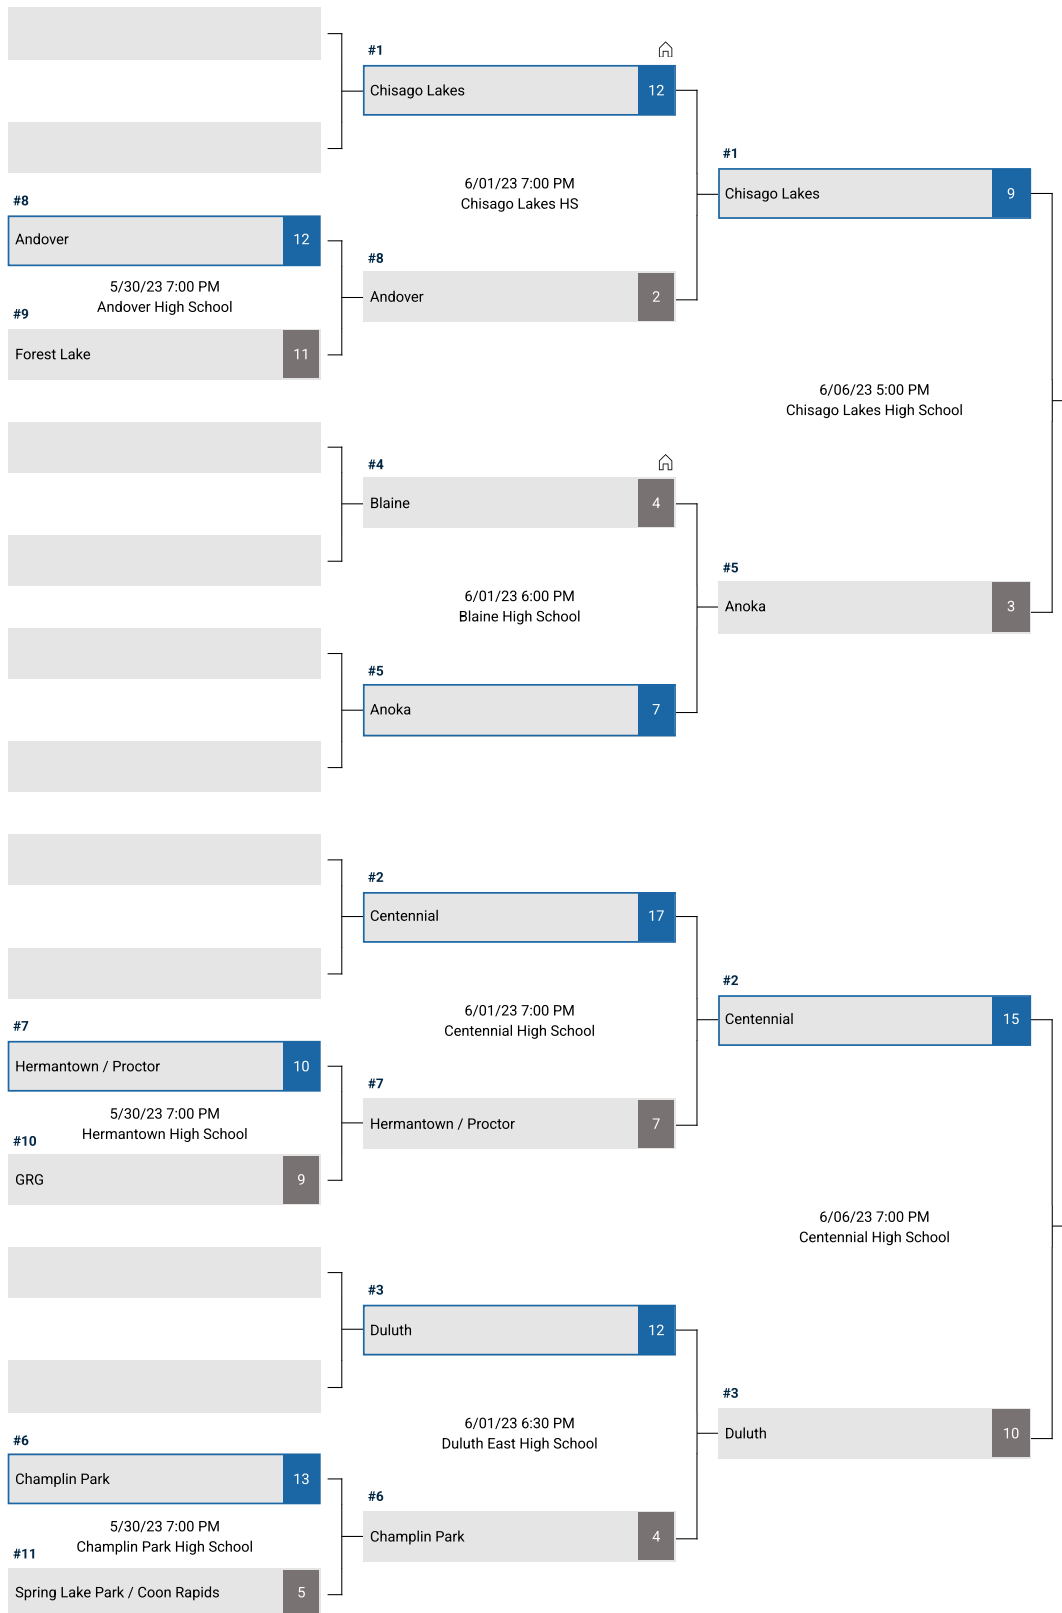 #1
Chisago Lakes 12
6/01/23 7:00 PM
Chisago Lakes HS
#1
Chisago Lakes 9
#8
Andover 12
5/30/23 7:00 PM
Andover High School
#9
Forest Lake 11
#8
Andover 2
6/06/23 5:00 PM
Chisago Lakes High School
#4
Blaine 4
6/01/23 6:00 PM
Blaine High School
#5
Anoka 3
#5
Anoka 7
#2
Centennial 17
6/01/23 7:00 PM
Centennial High School
#2
Centennial 15
#7
Hermantown / Proctor 10
5/30/23 7:00 PM
Hermantown High School
#10
GRG 9
#7
Hermantown / Proctor 7
6/06/23 7:00 PM
Centennial High School
#3
Duluth 12
6/01/23 6:30 PM
Duluth East High School
#3
Duluth 10
#6
Champlin Park 13
5/30/23 7:00 PM
Champlin Park High School
#11
Spring Lake Park / Coon Rapids 5
#6
Champlin Park 4